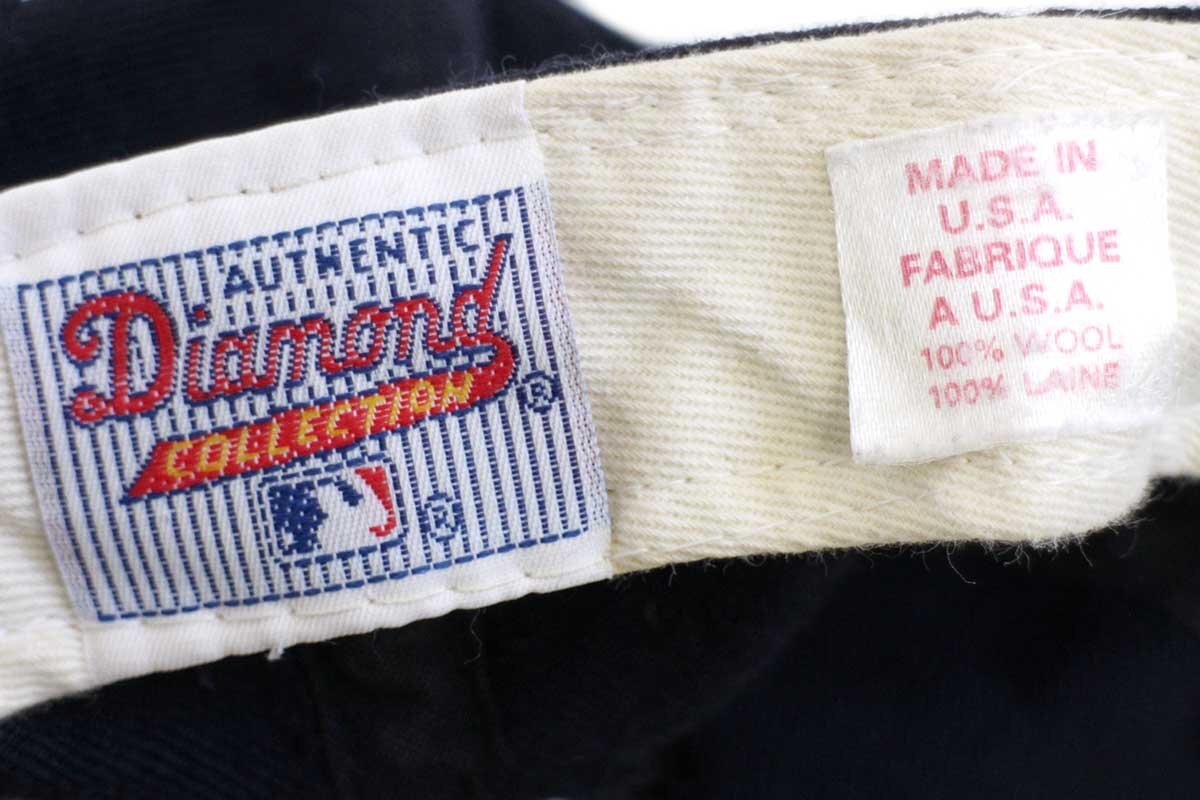 AUTHENTIC
Diamond
COLLECTION ®
®
MADE IN
U.S.A.
FABRIQUE
A U.S.A.
100% WOOL
100% LAINE